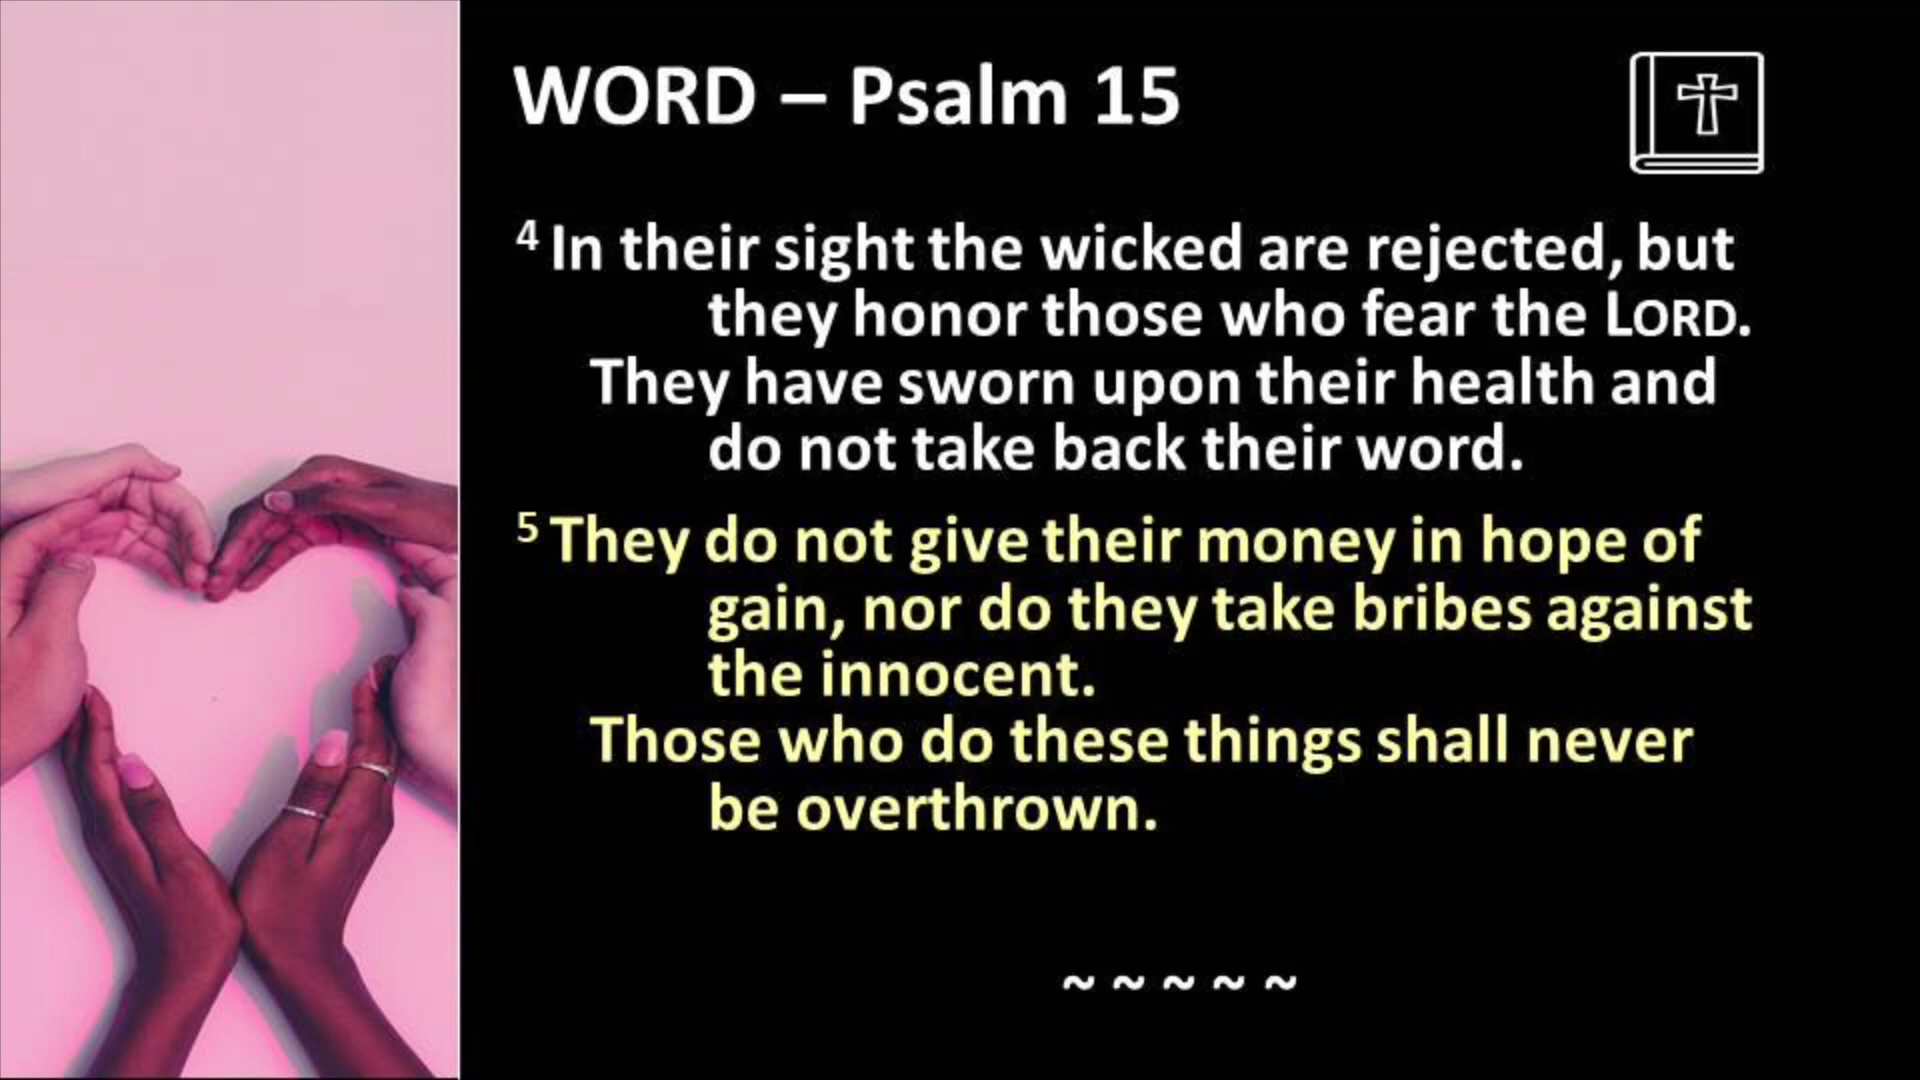 WORD – Psalm 15
4 In their sight the wicked are rejected, but
they honor those who fear the LORD.
They have sworn upon their health and
do not take back their word.
5 They do not give their money in hope of
gain, nor do they take bribes against
the innocent.
Those who do these things shall never
be overthrown.
~ ~ ~ ~ ~